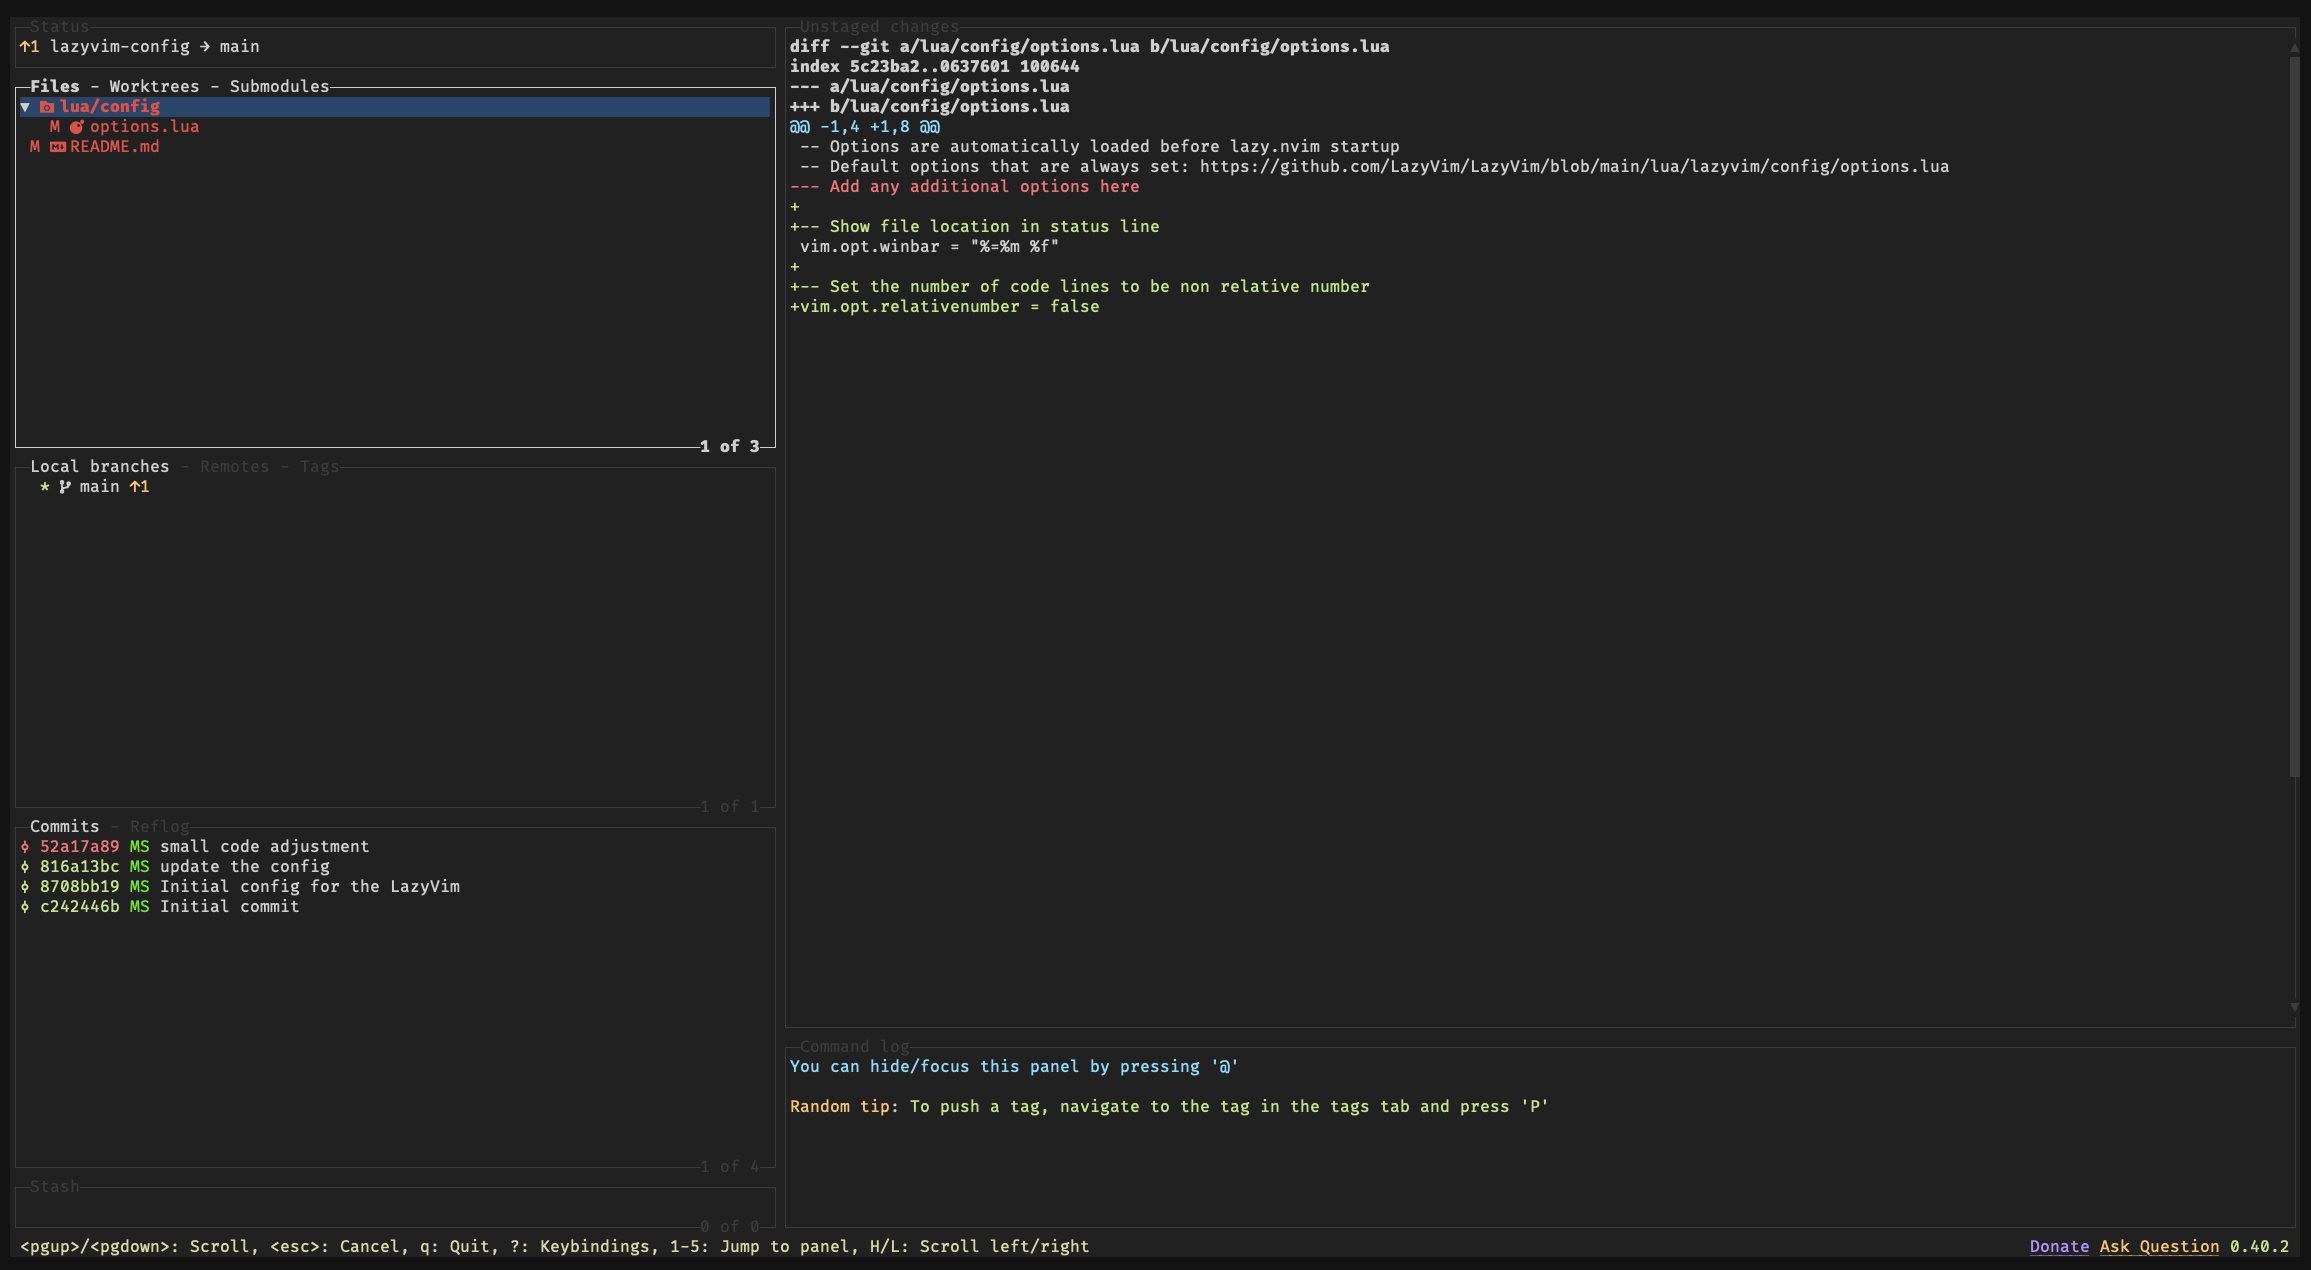 Status
↑1 lazyvim-config → main
Files - Worktrees - Submodules
▼ lua/config
M options.lua
M README.md
1 of 3
Local branches - Remotes - Tags
* main ↑1
1 of 1
Commits - Reflog
52a17a89 MS small code adjustment
816a13bc MS update the config
8708bb19 MS Initial config for the LazyVim
c242446b MS Initial commit
1 of 4
Stash
0 of 0
Unstaged changes
diff --git a/lua/config/options.lua b/lua/config/options.lua
index 5c23ba2..0637601 100644
--- a/lua/config/options.lua
+++ b/lua/config/options.lua
@@ -1,4 +1,8 @@
 -- Options are automatically loaded before lazy.nvim startup
 -- Default options that are always set: https://github.com/LazyVim/LazyVim/blob/main/lua/lazyvim/config/options.lua
--- Add any additional options here
+
+-- Show file location in status line
 vim.opt.winbar = "%=%m %f"
+
+-- Set the number of code lines to be non relative number
+vim.opt.relativenumber = false
Command log
You can hide/focus this panel by pressing '@'
Random tip: To push a tag, navigate to the tag in the tags tab and press 'P'
<pgup>/<pgdown>: Scroll, <esc>: Cancel, q: Quit, ?: Keybindings, 1-5: Jump to panel, H/L: Scroll left/right
Donate Ask Question 0.40.2